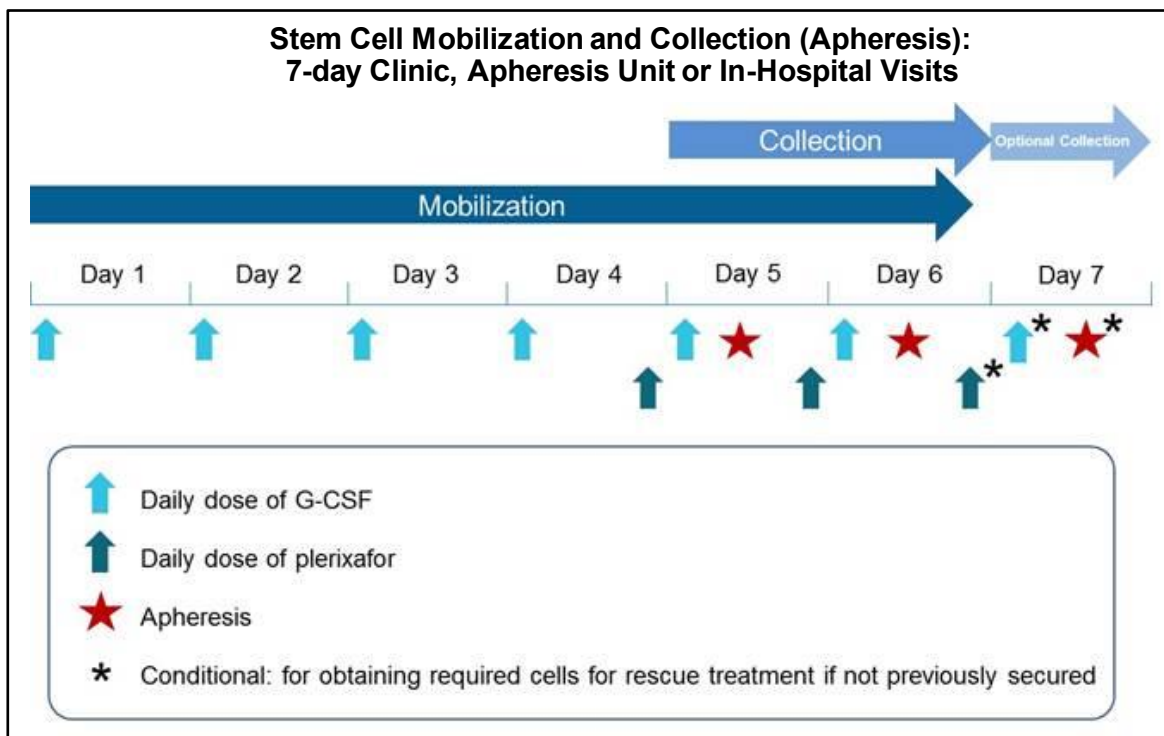 Stem Cell Mobilization and Collection (Apheresis):
7-day Clinic, Apheresis Unit or In-Hospital Visits
Collection
Optional Collection
Mobilization
Day 1
Day 2
Day 3
Day 4
Day 5
Day 6
Day 7
*
*
*
Daily dose of G-CSF
Daily dose of plerixafor
Apheresis
* Conditional: for obtaining required cells for rescue treatment if not previously secured